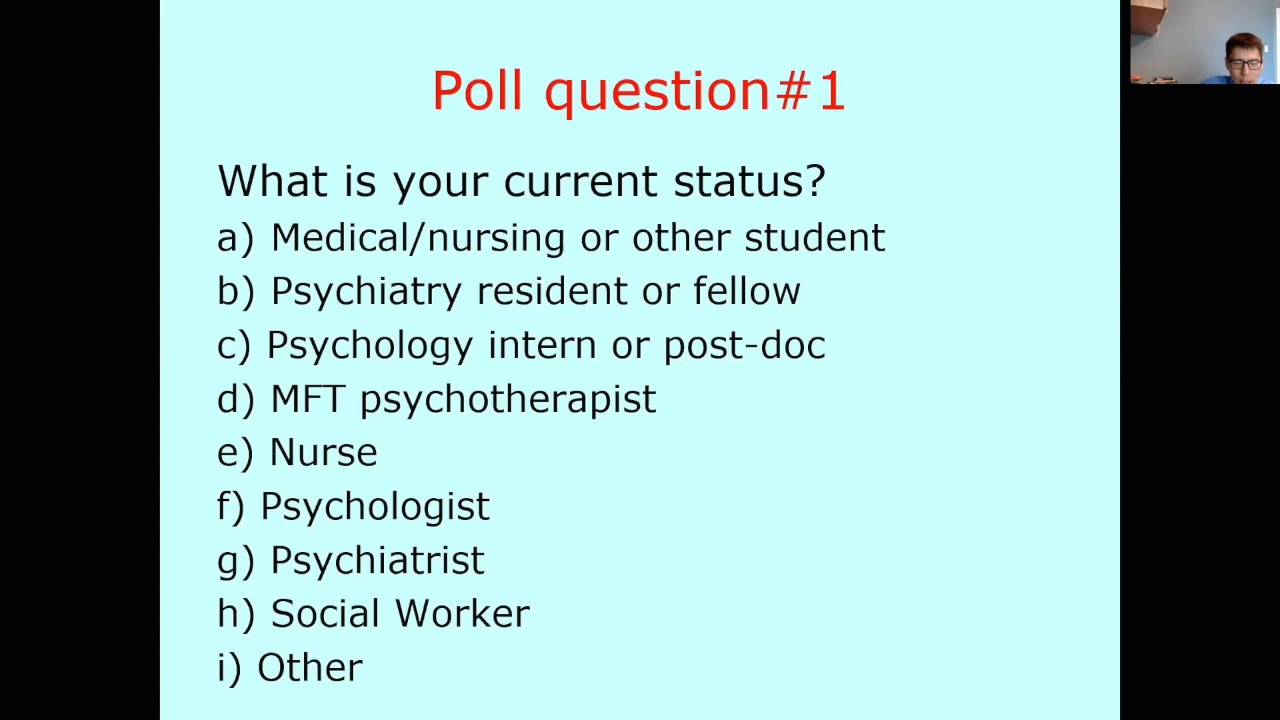 Poll question#1
What is your current status?
a) Medical/nursing or other student
b) Psychiatry resident or fellow
c) Psychology intern or post-doc
d) MFT psychotherapist
e) Nurse
f) Psychologist
g) Psychiatrist
h) Social Worker
i) Other